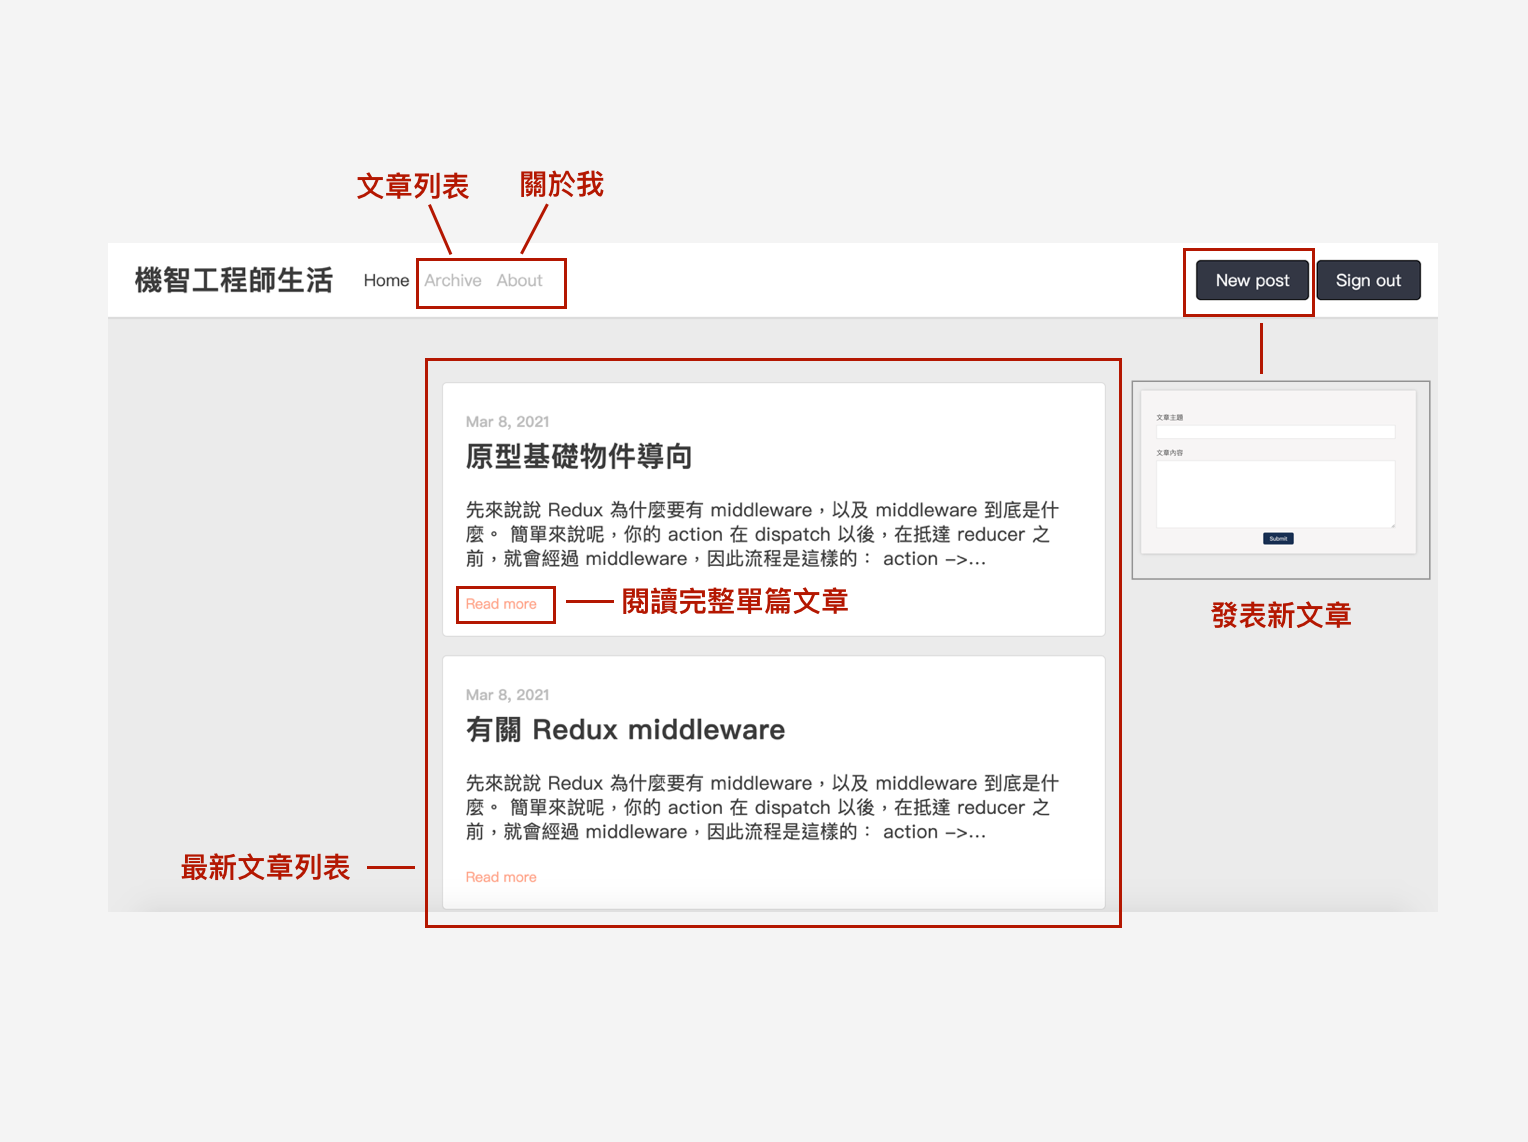 文章列表
關於我
機智工程師生活
Home
Archive
About
New post
Sign out
Mar 8, 2021
原型基礎物件導向
先來說說 Redux 為什麼要有 middleware，以及 middleware 到底是什
麼。 簡單來說呢，你的 action 在 dispatch 以後，在抵達 reducer 之
前，就會經過 middleware，因此流程是這樣的： action –>...
Read more
閱讀完整單篇文章
文章主題
文章內容
Submit
發表新文章
Mar 8, 2021
有關 Redux middleware
先來說說 Redux 為什麼要有 middleware，以及 middleware 到底是什
麼。 簡單來說呢，你的 action 在 dispatch 以後，在抵達 reducer 之
前，就會經過 middleware，因此流程是這樣的： action –>...
Read more
最新文章列表